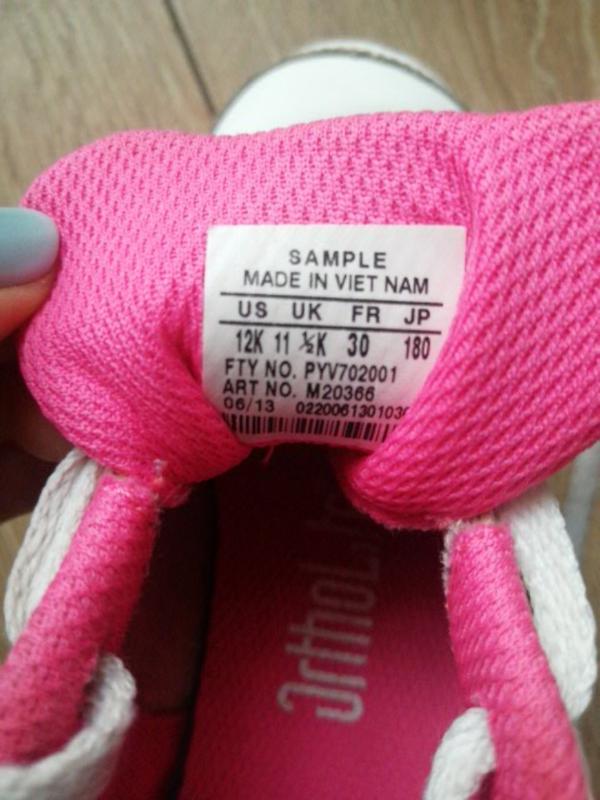 SAMPLE
MADE IN VIET NAM
US UK FR JP
12K 11 ½K 30 180
FTY NO. PYV702001
ART NO. M20366
06/13 022006130103